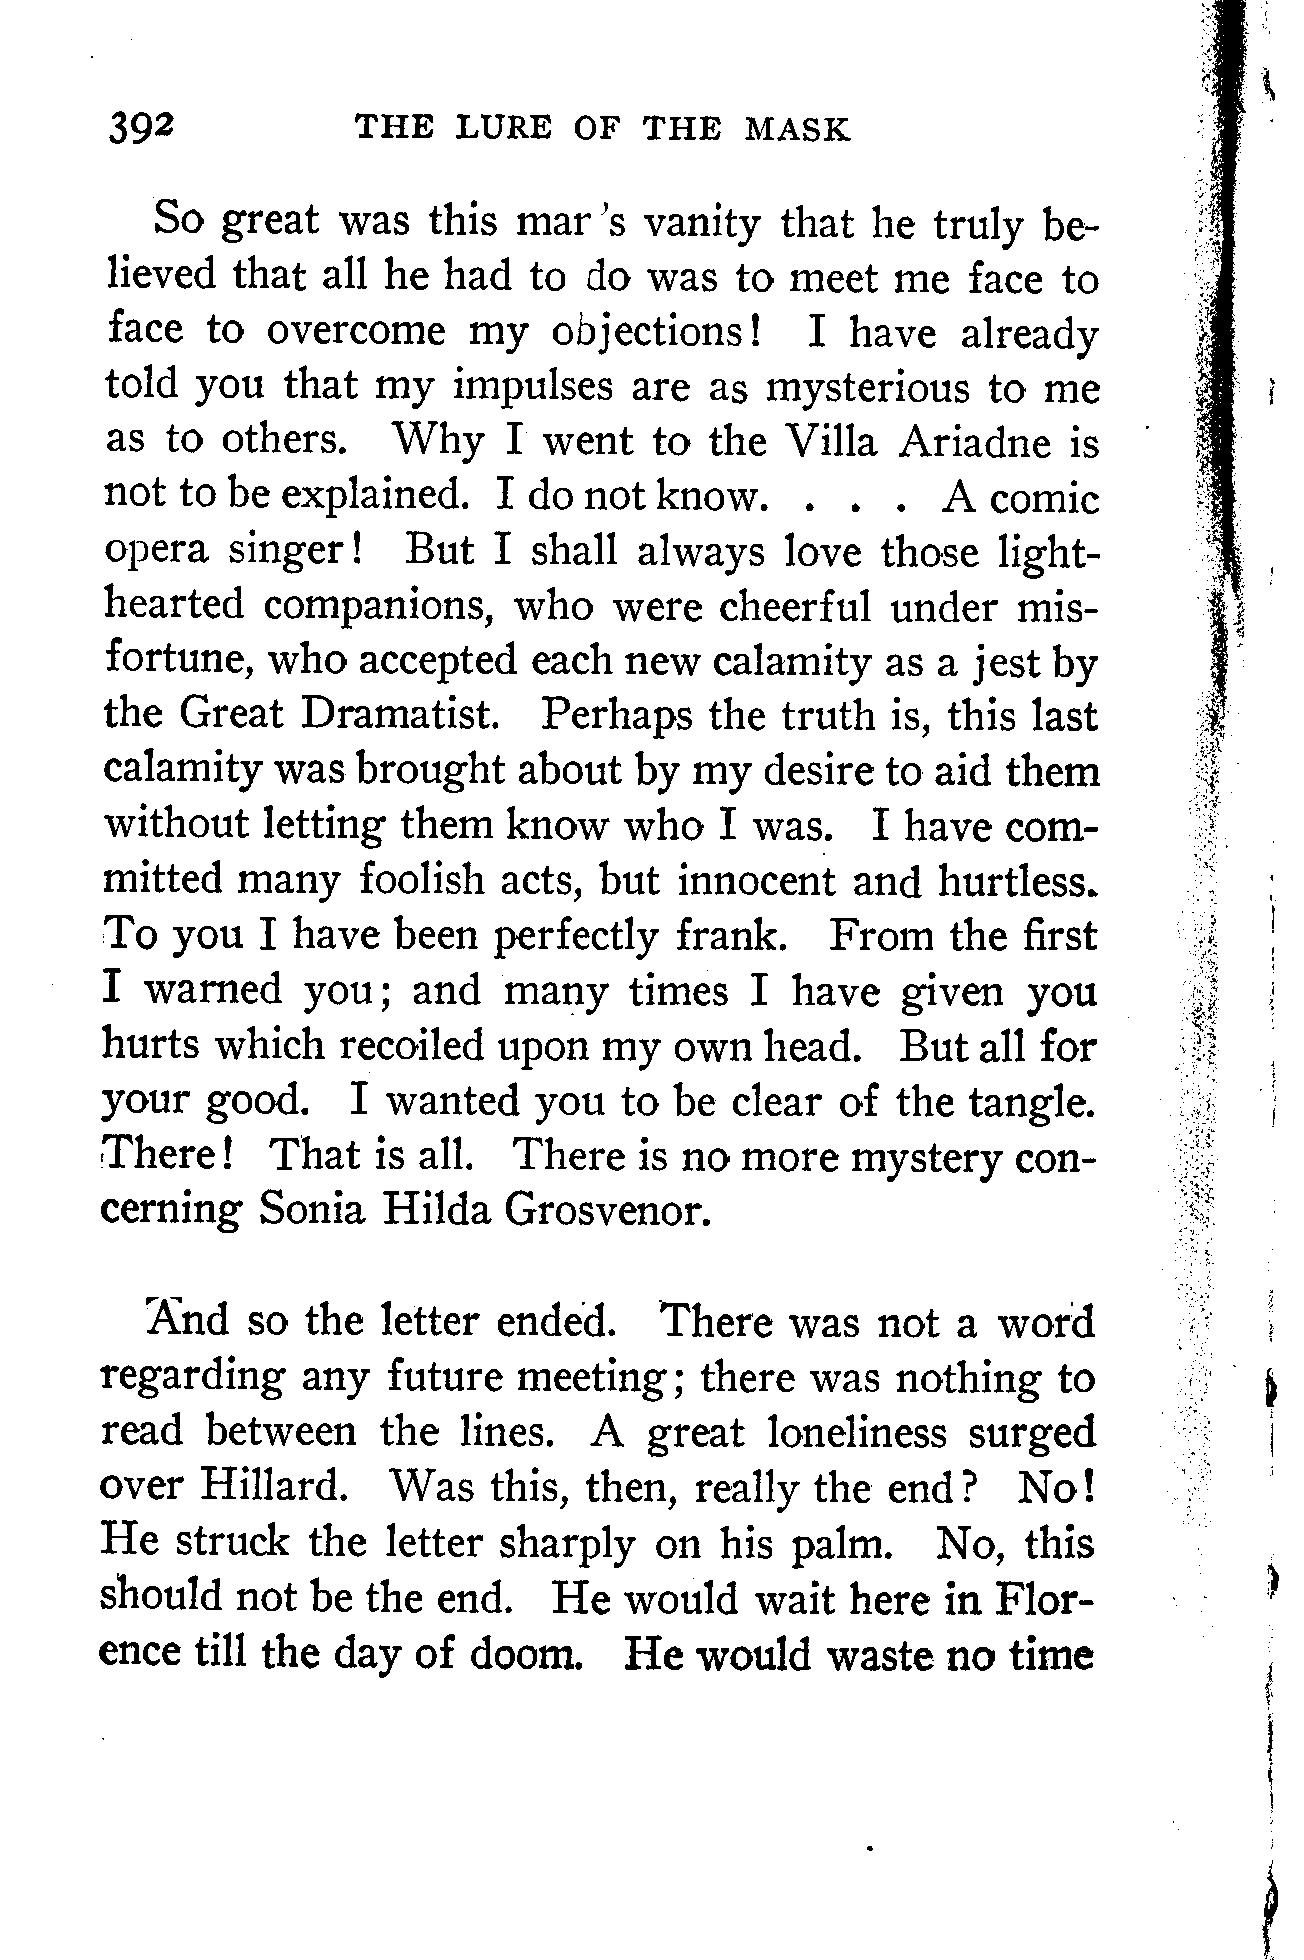 392 THE LURE OF THE MASK
So great was this mar's vanity that he truly be-
lieved that all he had to do was to meet me face to
face to overcome my objections! I have already
told you that my impulses are as mysterious to me
as to others. Why I went to the Villa Ariadne is
not to be explained. I do not know. . . . A comic
opera singer! But I shall always love those light-
hearted companions, who were cheerful under mis-
fortune, who accepted each new calamity as a jest by
the Great Dramatist. Perhaps the truth is, this last
calamity was brought about by my desire to aid them
without letting them know who I was. I have com-
mitted many foolish acts, but innocent and hurtless.
To you I have been perfectly frank. From the first
I warned you; and many times I have given you
hurts which recoiled upon my own head. But all for
your good. I wanted you to be clear of the tangle.
There! That is all. There is no more mystery con-
cerning Sonia Hilda Grosvenor.
And so the letter ended. There was not a word
regarding any future meeting; there was nothing to
read between the lines. A great loneliness surged
over Hillard. Was this, then, really the end? No!
He struck the letter sharply on his palm. No, this
should not be the end. He would wait here in Flor-
ence till the day of doom. He would waste no time